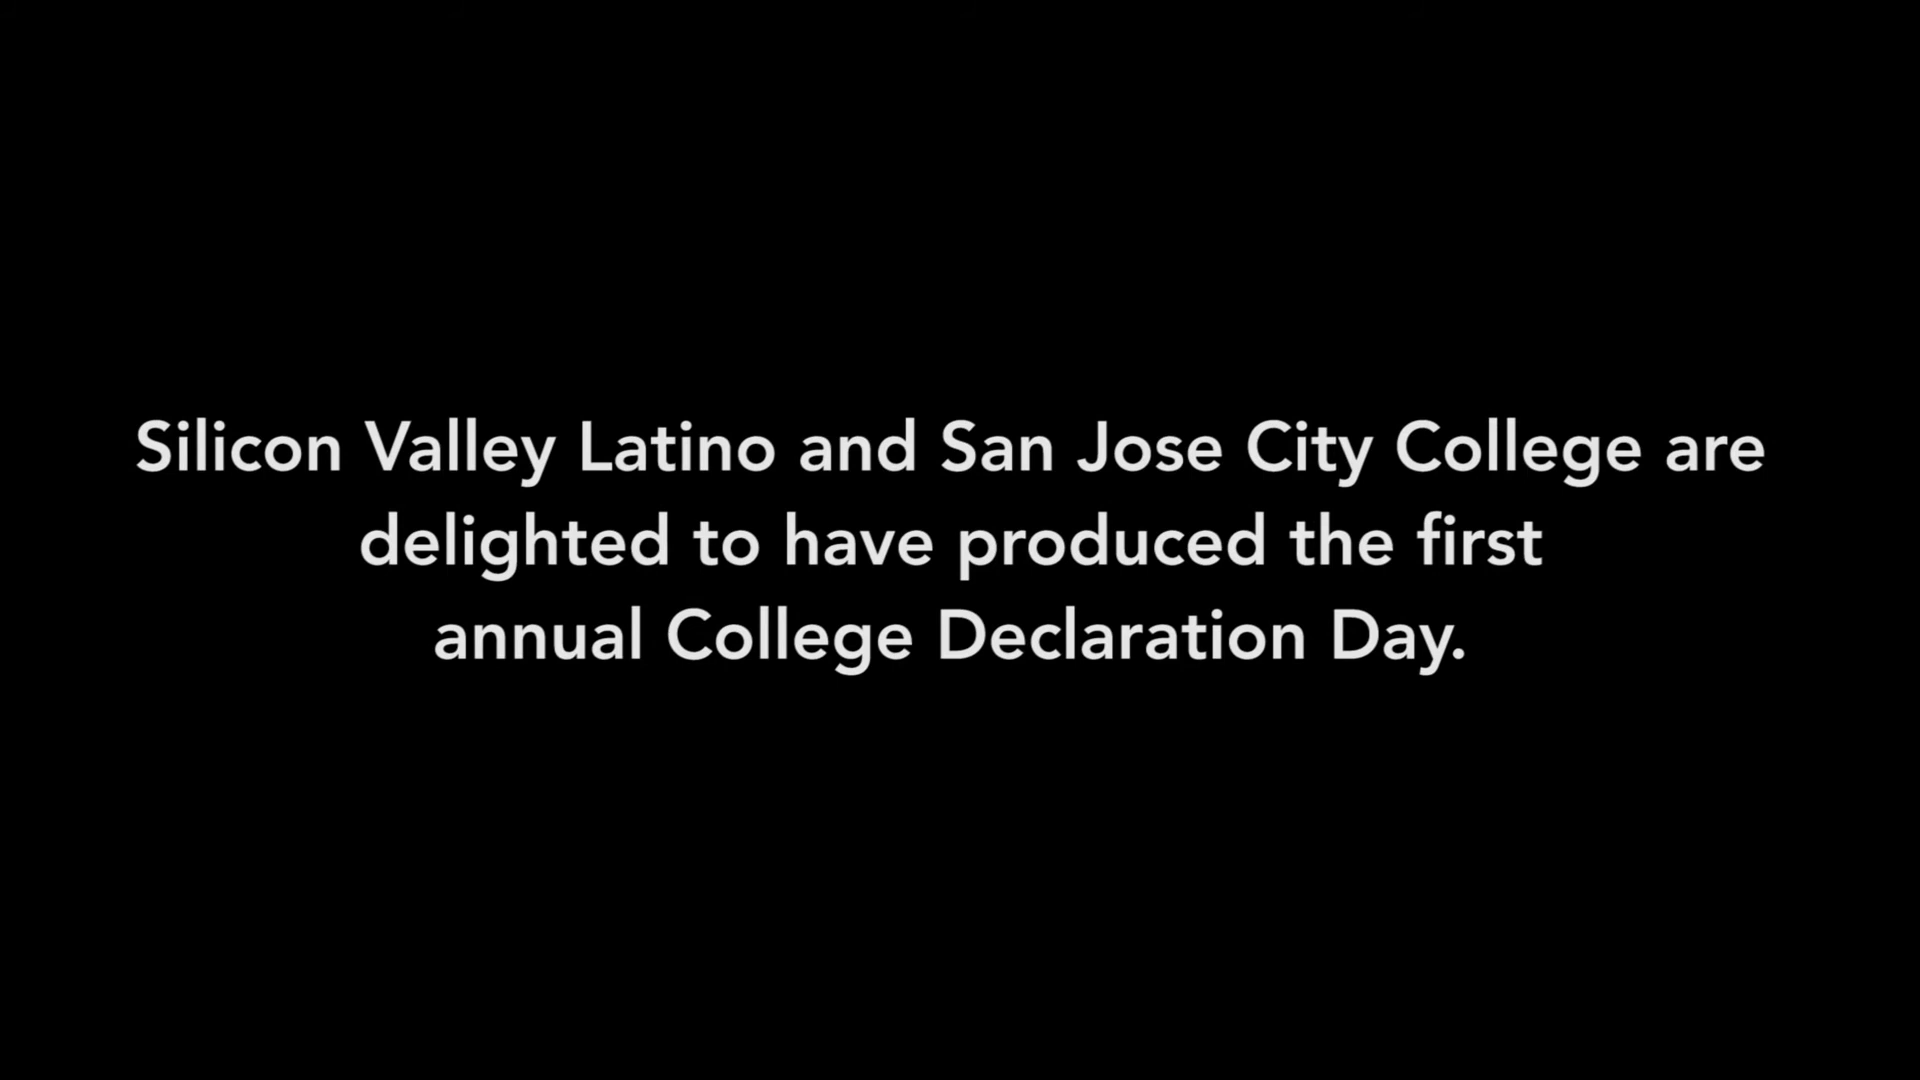 Silicon Valley Latino and San Jose City College are
delighted to have produced the first
annual College Declaration Day.